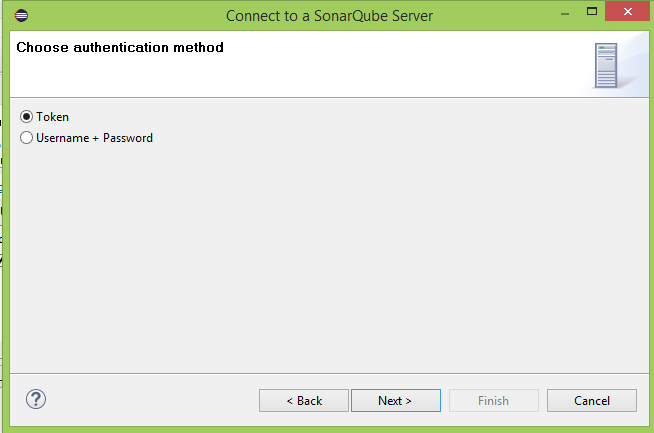 Connect to a SonarQube Server
Choose authentication method
Token
Username + Password
< Back
Next >
Finish
Cancel